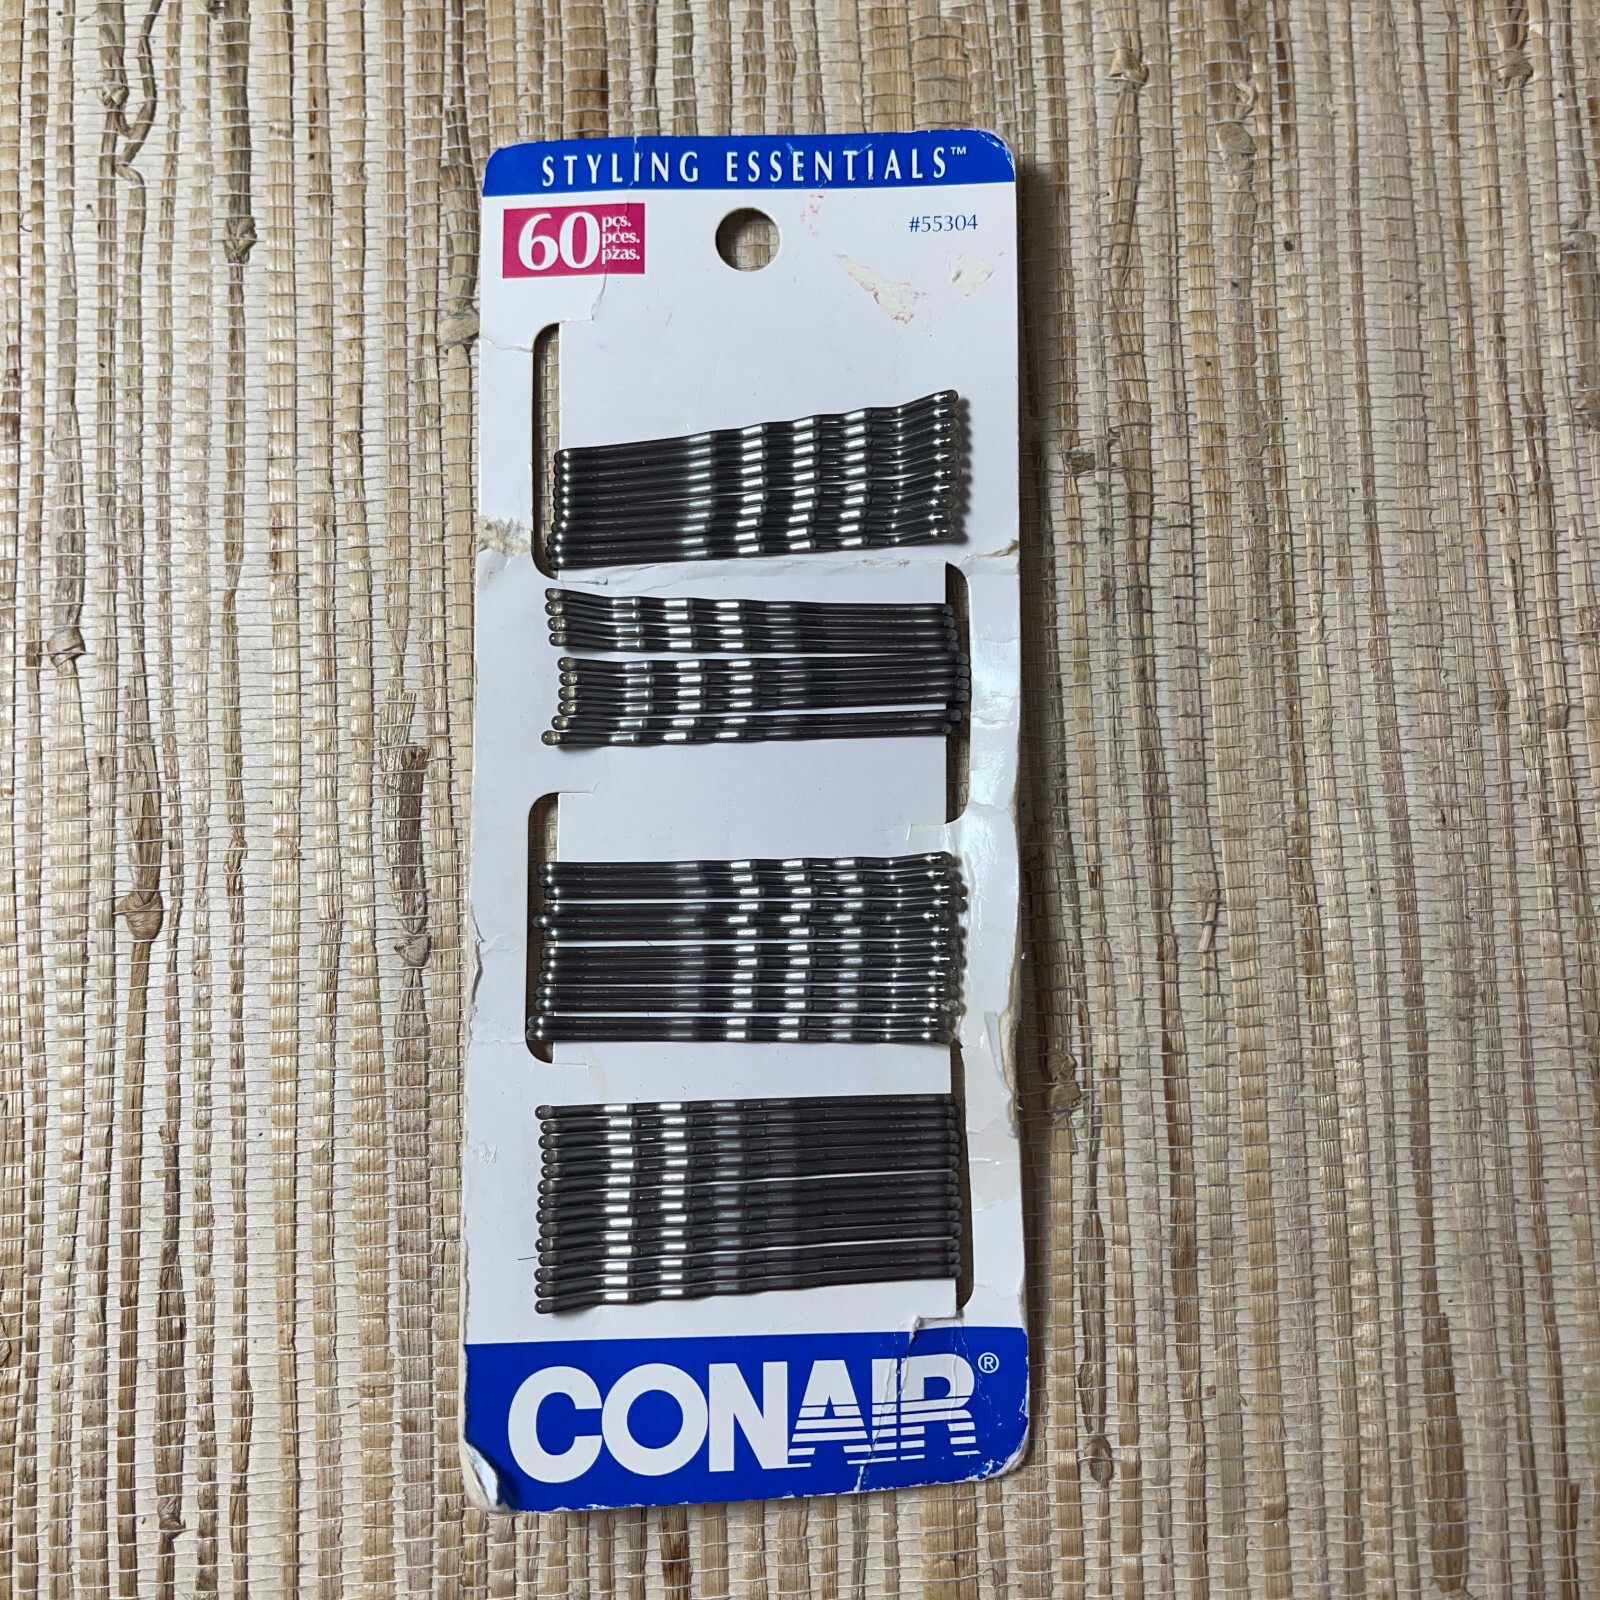 STYLING ESSENTIALS™
60 pcs.
pces.
pzas.
#55304
CONAIR®